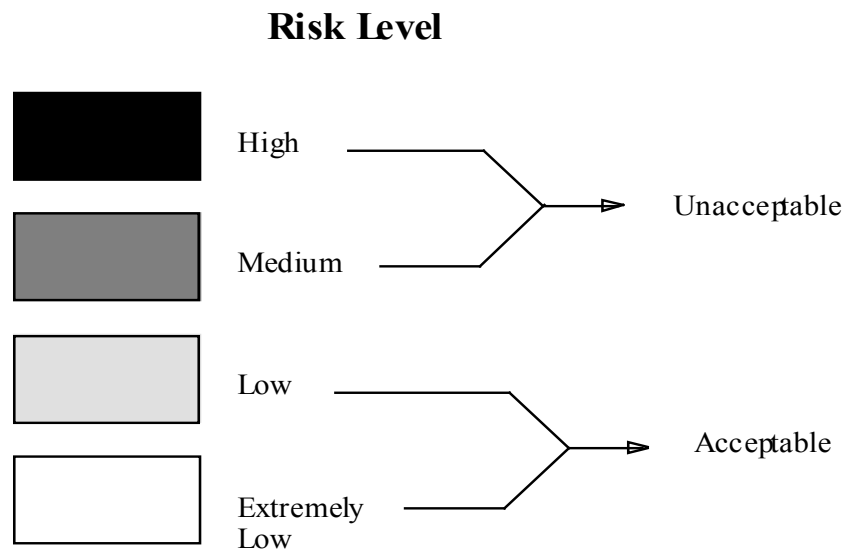 Risk Level
High
Unacceptable
Medium
Low
Acceptable
Extremely
Low